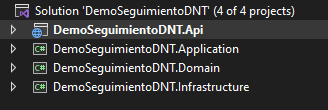 Solution 'DemoSeguimientoDNT' (4 of 4 projects)
DemoSeguimientoDNT.Api
C# DemoSeguimientoDNT.Application
C# DemoSeguimientoDNT.Domain
C# DemoSeguimientoDNT.Infrastructure